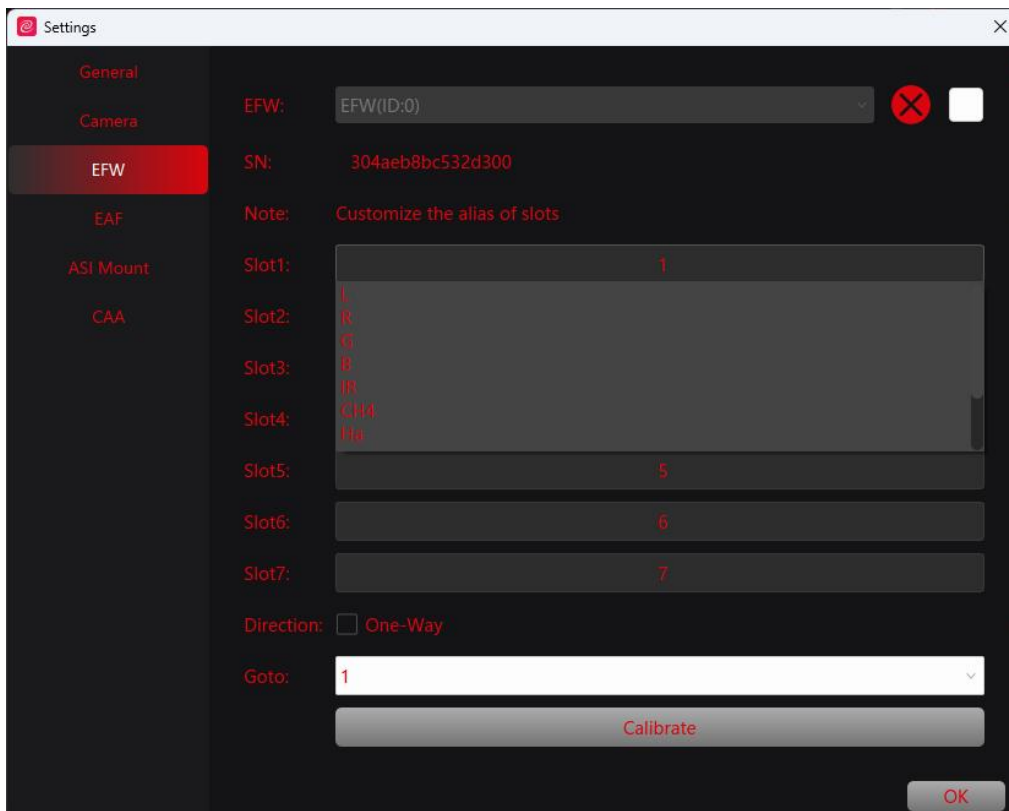 Settings
General
Camera
EFW
EAF
ASI Mount
CAA
EFW: EFW(ID:0)
SN: 304aeb8bc532d300
Note: Customize the alias of slots
Slot1: 1
L
Slot2: R
G
Slot3: B
IR
Slot4: CH4
Ha
Slot5: 5
Slot6: 6
Slot7: 7
Direction: One-Way
Goto: 1
Calibrate
OK